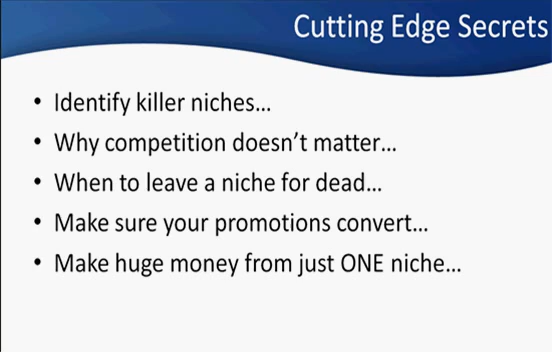 Cutting Edge Secrets
• Identify killer niches...
• Why competition doesn't matter...
• When to leave a niche for dead...
• Make sure your promotions convert...
• Make huge money from just ONE niche...